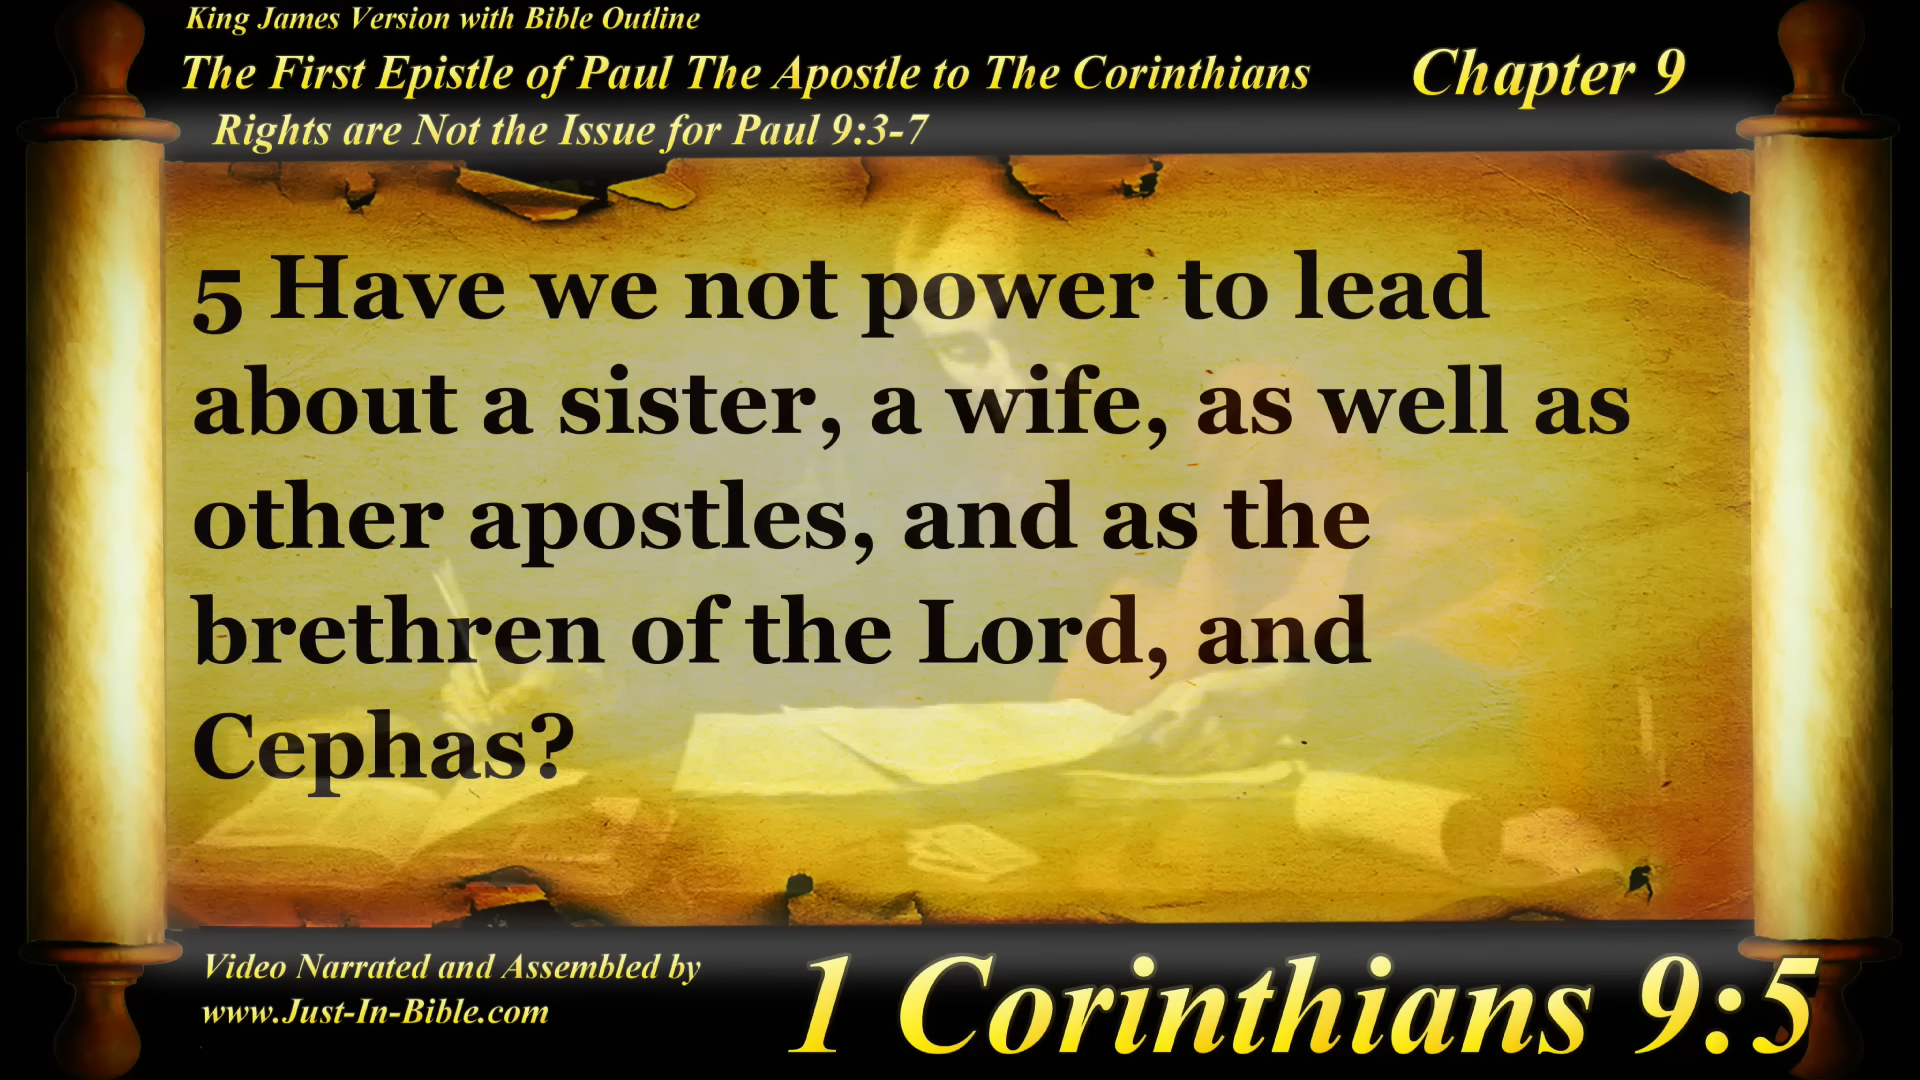 King James Version with Bible Outline
The First Epistle of Paul The Apostle to The Corinthians
Chapter 9
Rights are Not the Issue for Paul 9:3-7
5 Have we not power to lead
about a sister, a wife, as well as
other apostles, and as the
brethren of the Lord, and
Cephas?
Video Narrated and Assembled by
www.Just-In-Bible.com
1 Corinthians 9:5